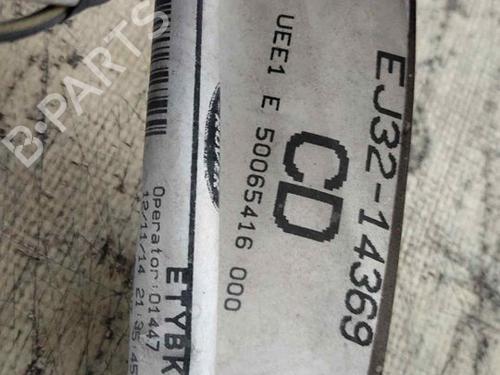 EJ32-14369
CD
UEE1 E 50065416 000
ETYBK
Operator:01447
12/11/14 21:35:45
B-PARTS